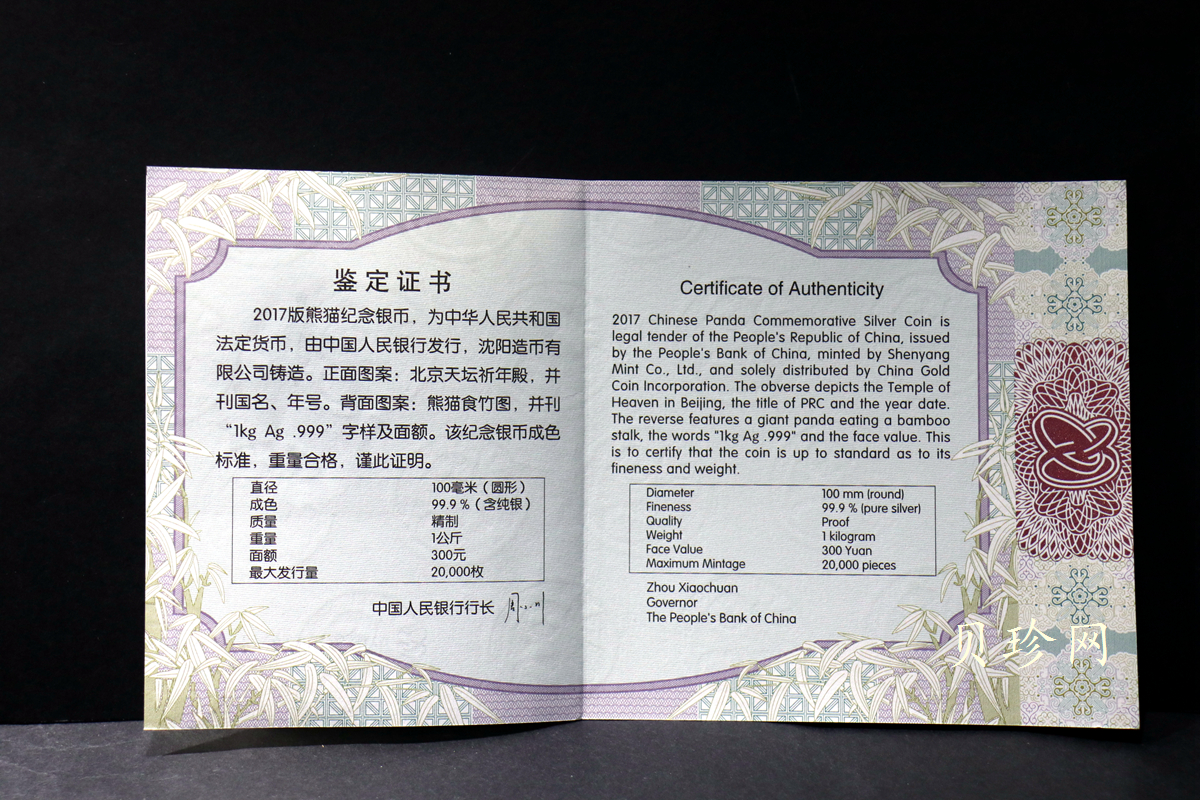 鉴定证书
2017版熊猫纪念银币，为中华人民共和国
法定货币，由中国人民银行发行，沈阳造币有
限公司铸造。正面图案：北京天坛祈年殿，并
刊国名、年号。背面图案：熊猫食竹图，并刊
“1kg Ag .999”字样及面额。该纪念银币成色
标准，重量合格，谨此证明。
直径 100毫米（圆形）
成色 99.9 %（含纯银）
质量 精制
重量 1公斤
面额 300元
最大发行量 20,000枚
中国人民银行行长
Certificate of Authenticity
2017 Chinese Panda Commemorative Silver Coin is
legal tender of the People's Republic of China, issued
by the People's Bank of China, minted by Shenyang
Mint Co., Ltd., and solely distributed by China Gold
Coin Incorporation. The obverse depicts the Temple of
Heaven in Beijing, the title of PRC and the year date.
The reverse features a giant panda eating a bamboo
stalk, the words "1kg Ag .999" and the face value. This
is to certify that the coin is up to standard as to its
fineness and weight.
Diameter 100 mm (round)
Fineness 99.9 % (pure silver)
Quality Proof
Weight 1 kilogram
Face Value 300 Yuan
Maximum Mintage 20,000 pieces
Zhou Xiaochuan
Governor
The People's Bank of China
贝珍网